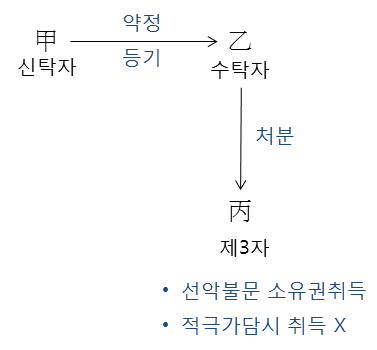 약정
甲 乙
등기
신탁자 수탁자
처분
丙
제3자
• 선악불문 소유권취득
• 적극가담시 취득 X